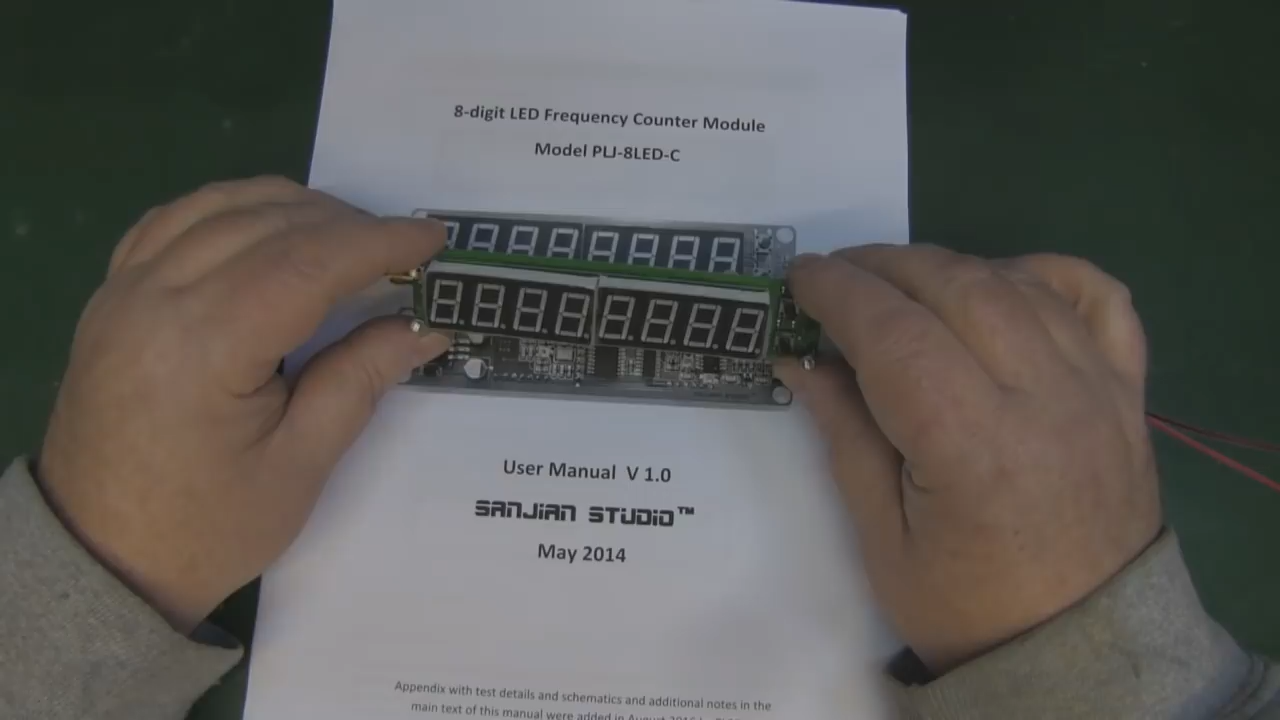 8-digit LED Frequency Counter Module
Model PLJ-8LED-C
User Manual V 1.0
SANJIAN STUDIO™
May 2014
Appendix with test details and schematics and additional notes in the
main text of this manual were added in August